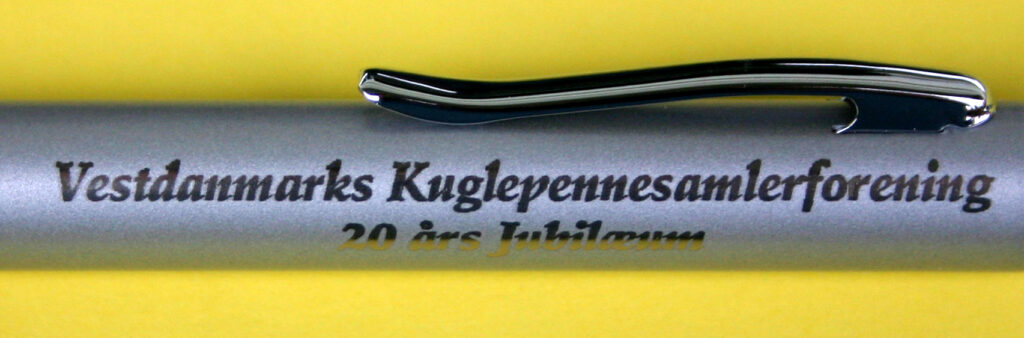 Vestdanmarks Kuglepennesamlerforening
20 års Jubilæum